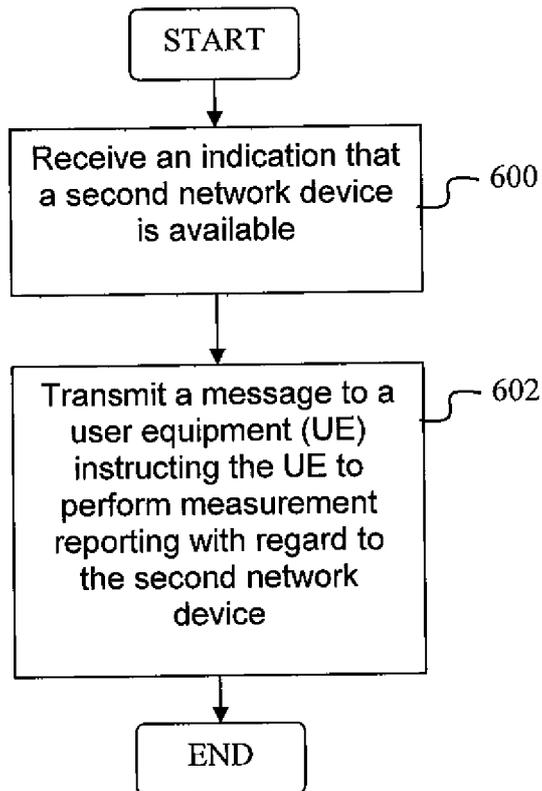 START
Receive an indication that
a second network device
is available
600
Transmit a message to a
user equipment (UE)
instructing the UE to
perform measurement
reporting with regard to
the second network
device
602
END